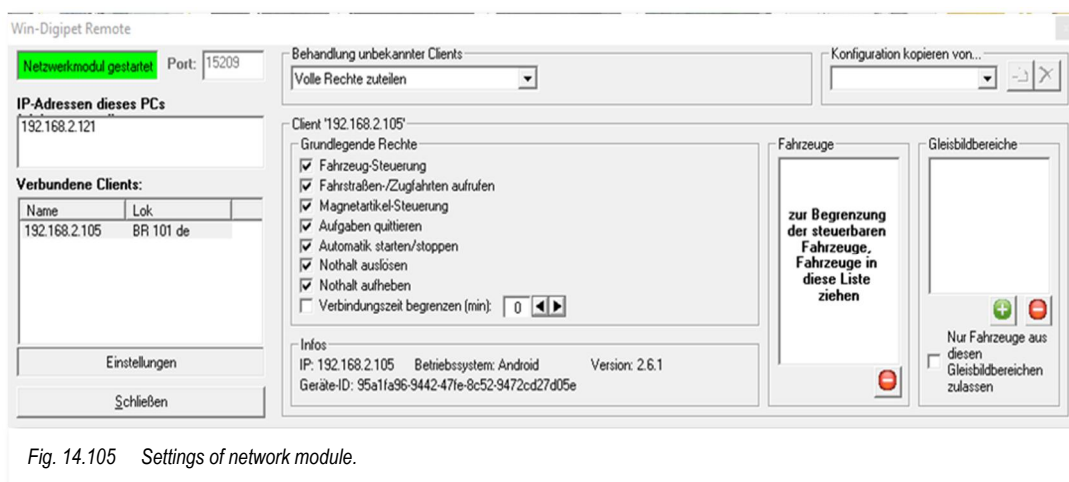 Win-Digipet Remote
Netzwerkmodul gestartet
Port: 15209
IP-Adressen dieses PCs
192.168.2.121
Verbundene Clients:
Name Lok
192.168.2.105 BR 101 de
Einstellungen
Schließen
Behandlung unbekannter Clients
Volle Rechte zuteilen
Konfiguration kopieren von...
Client '192.168.2.105'
Grundlegende Rechte
Fahrzeug-Steuerung
Fahrstraßen-/Zugfahrten aufrufen
Magnetartikel-Steuerung
Aufgaben quittieren
Automatik starten/stoppen
Nothalt auslösen
Nothalt aufheben
Verbindungszeit begrenzen (min): 0
Infos
IP: 192.168.2.105 Betriebssystem: Android Version: 2.6.1
Geräte-ID: 95a1fa96-9442-47fe-8c52-9472cd27d05e
Fahrzeuge
zur Begrenzung
der steuerbaren
Fahrzeuge,
Fahrzeuge in
diese Liste
ziehen
Gleisbildbereiche
Nur Fahrzeuge aus
diesen
Gleisbildbereichen
zulassen
Fig. 14.105 Settings of network module.